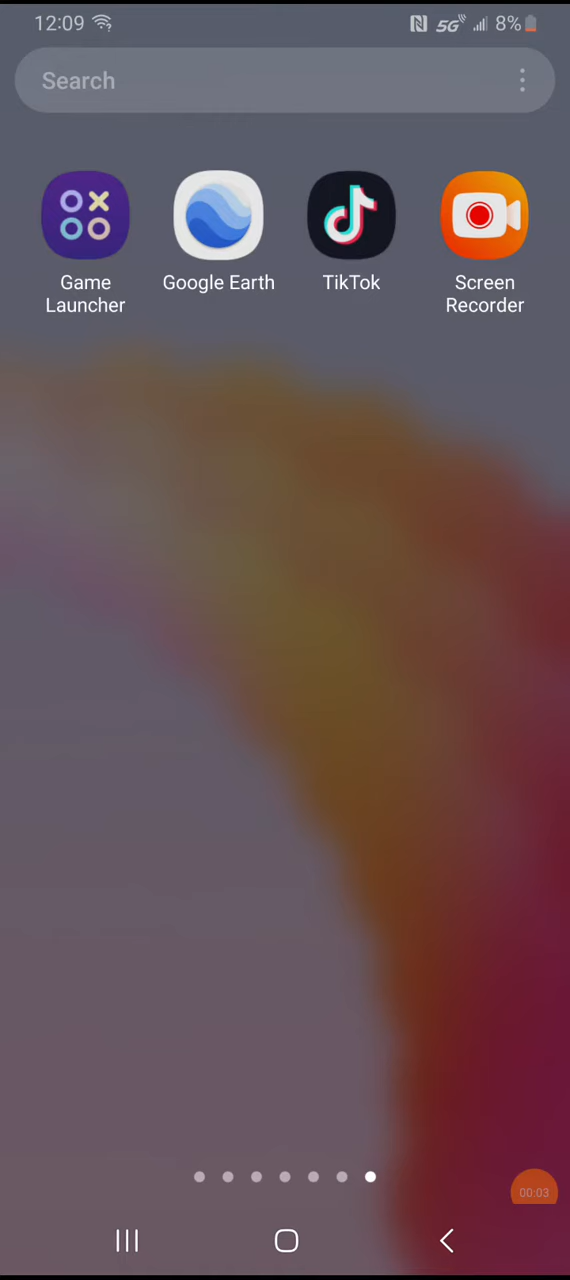 12:09
5G 8%
Search
Game Launcher
Google Earth
TikTok
Screen Recorder
00:03